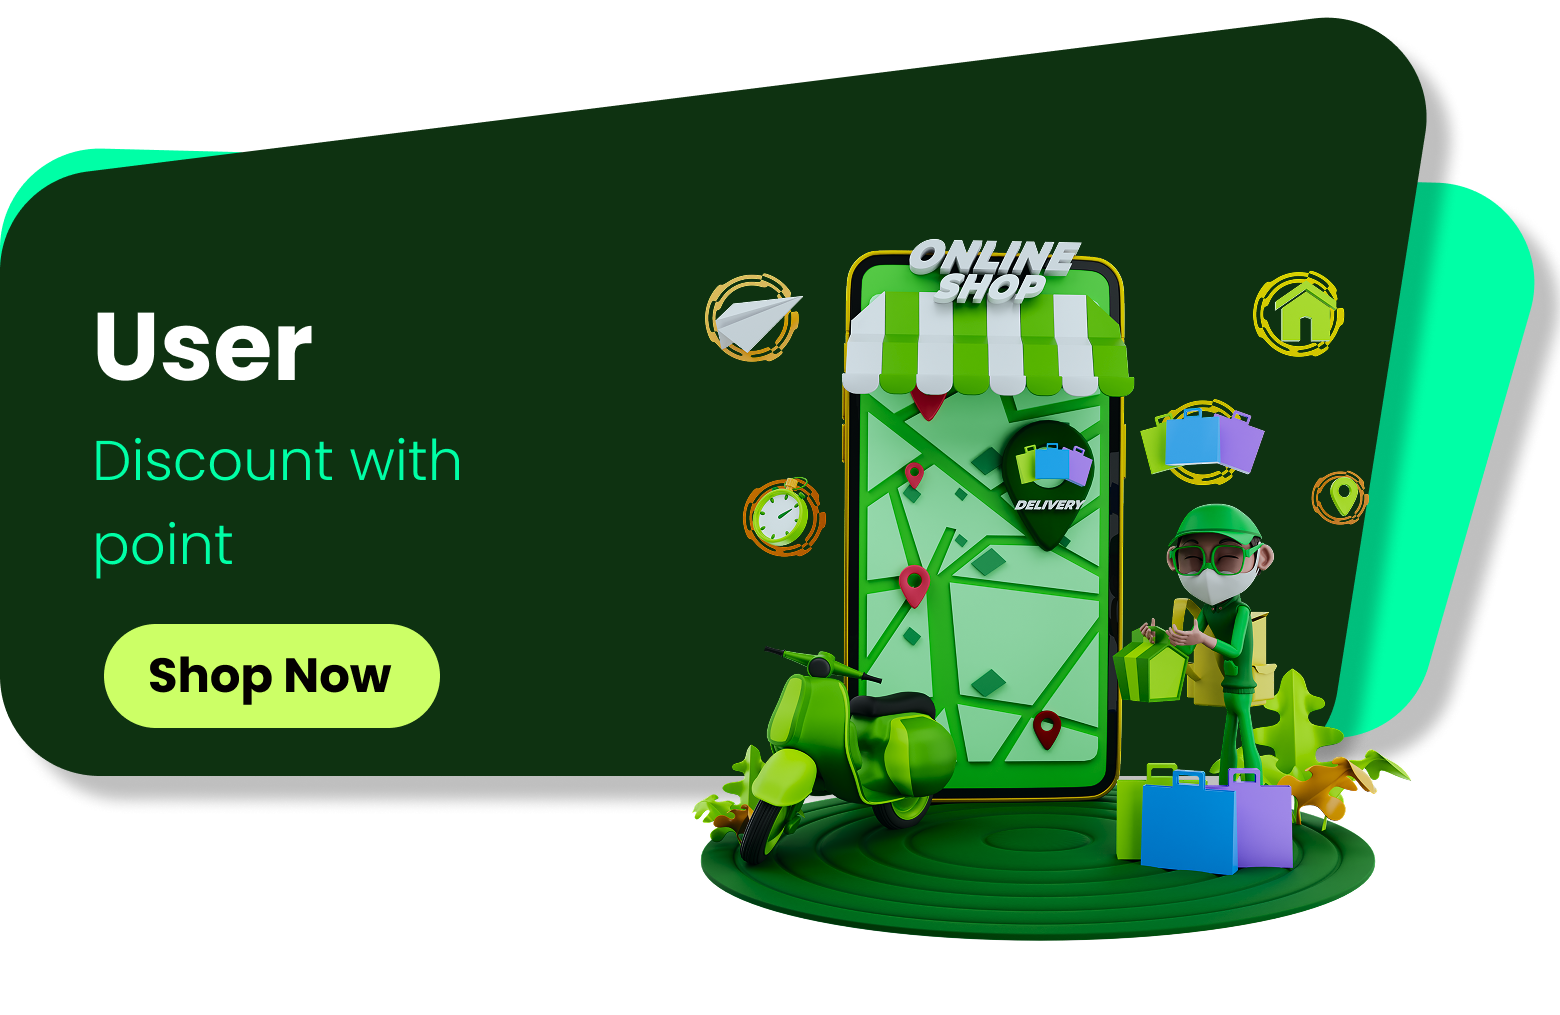 User
Discount with
point
Shop Now
ONLINE
SHOP
DELIVERY